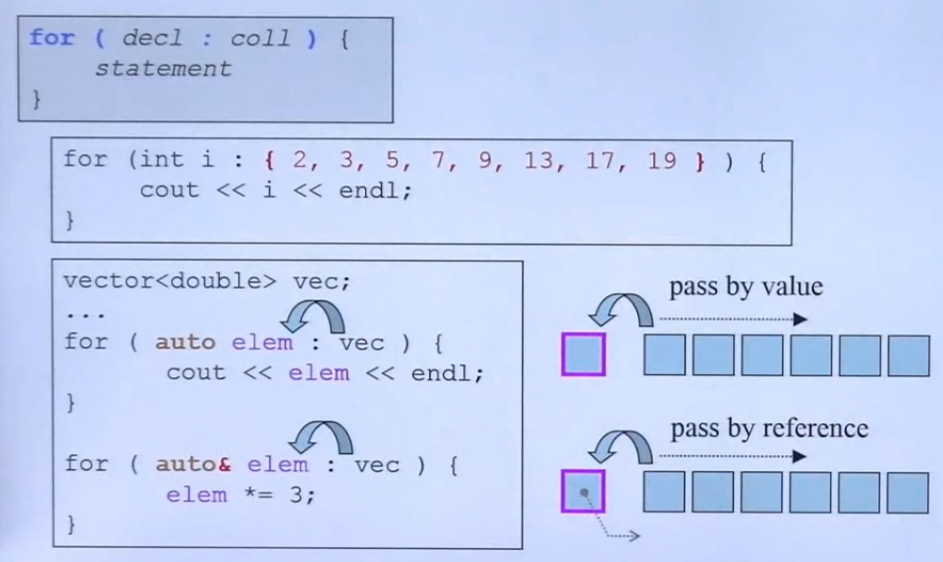 for ( decl : coll ) {
statement
}
for (int i : { 2, 3, 5, 7, 9, 13, 17, 19 } ) {
cout << i << endl;
}
vector<double> vec;
...
for ( auto elem : vec ) {
cout << elem << endl;
}
for ( auto& elem : vec ) {
elem *= 3;
}
pass by value
pass by reference